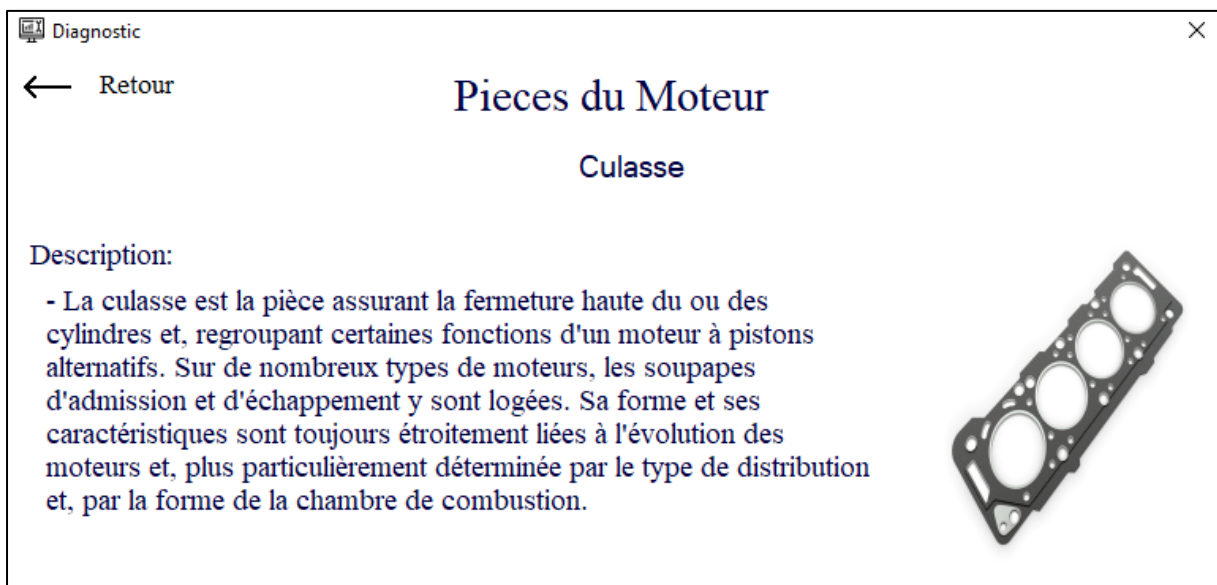 Diagnostic
Retour
Pieces du Moteur
Culasse
Description:
- La culasse est la pièce assurant la fermeture haute du ou des
cylindres et, regroupant certaines fonctions d'un moteur à pistons
alternatifs. Sur de nombreux types de moteurs, les soupapes
d'admission et d'échappement y sont logées. Sa forme et ses
caractéristiques sont toujours étroitement liées à l'évolution des
moteurs et, plus particulièrement déterminée par le type de distribution
et, par la forme de la chambre de combustion.